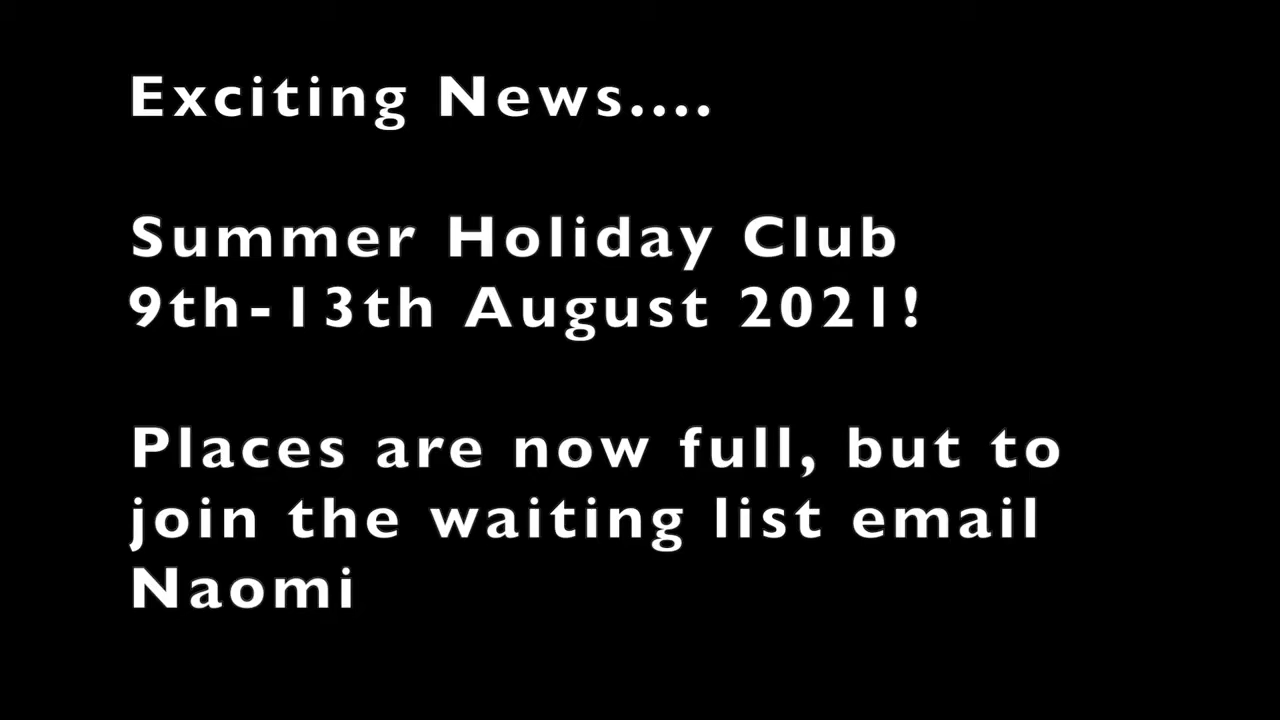 Exciting News....
Summer Holiday Club
9th-13th August 2021!
Places are now full, but to
join the waiting list email
Naomi